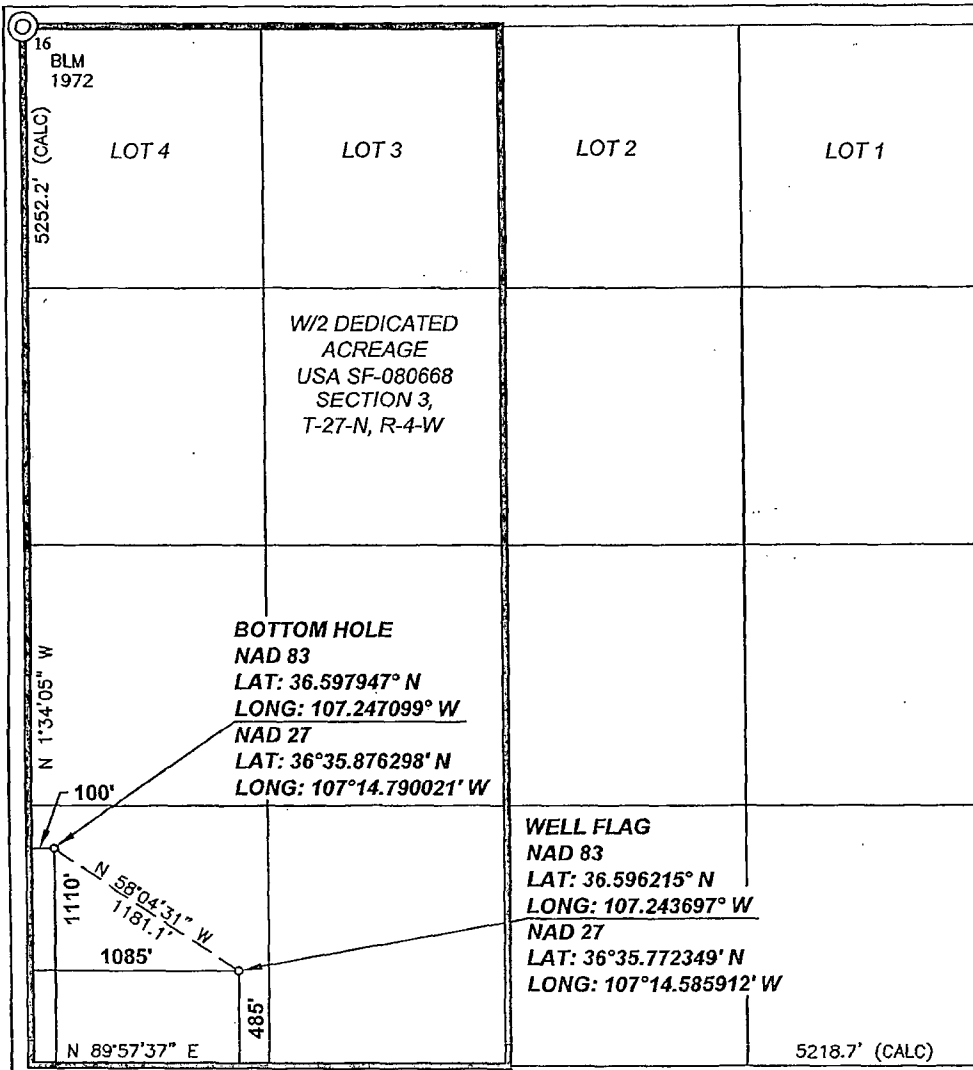 16
BLM
1972
5252.2' (CALC)
LOT 4
LOT 3
LOT 2
LOT 1
W/2 DEDICATED
ACREAGE
USA SF-080668
SECTION 3,
T-27-N, R-4-W
N 1°34'05" W
BOTTOM HOLE
NAD 83
LAT: 36.597947° N
LONG: 107.247099° W
NAD 27
LAT: 36°35.876298' N
LONG: 107°14.790021' W
100'
1110'
N 58°04'31" W
1181.1'
1085'
485'
WELL FLAG
NAD 83
LAT: 36.596215° N
LONG: 107.243697° W
NAD 27
LAT: 36°35.772349' N
LONG: 107°14.585912' W
N 89°57'37" E
5218.7' (CALC)